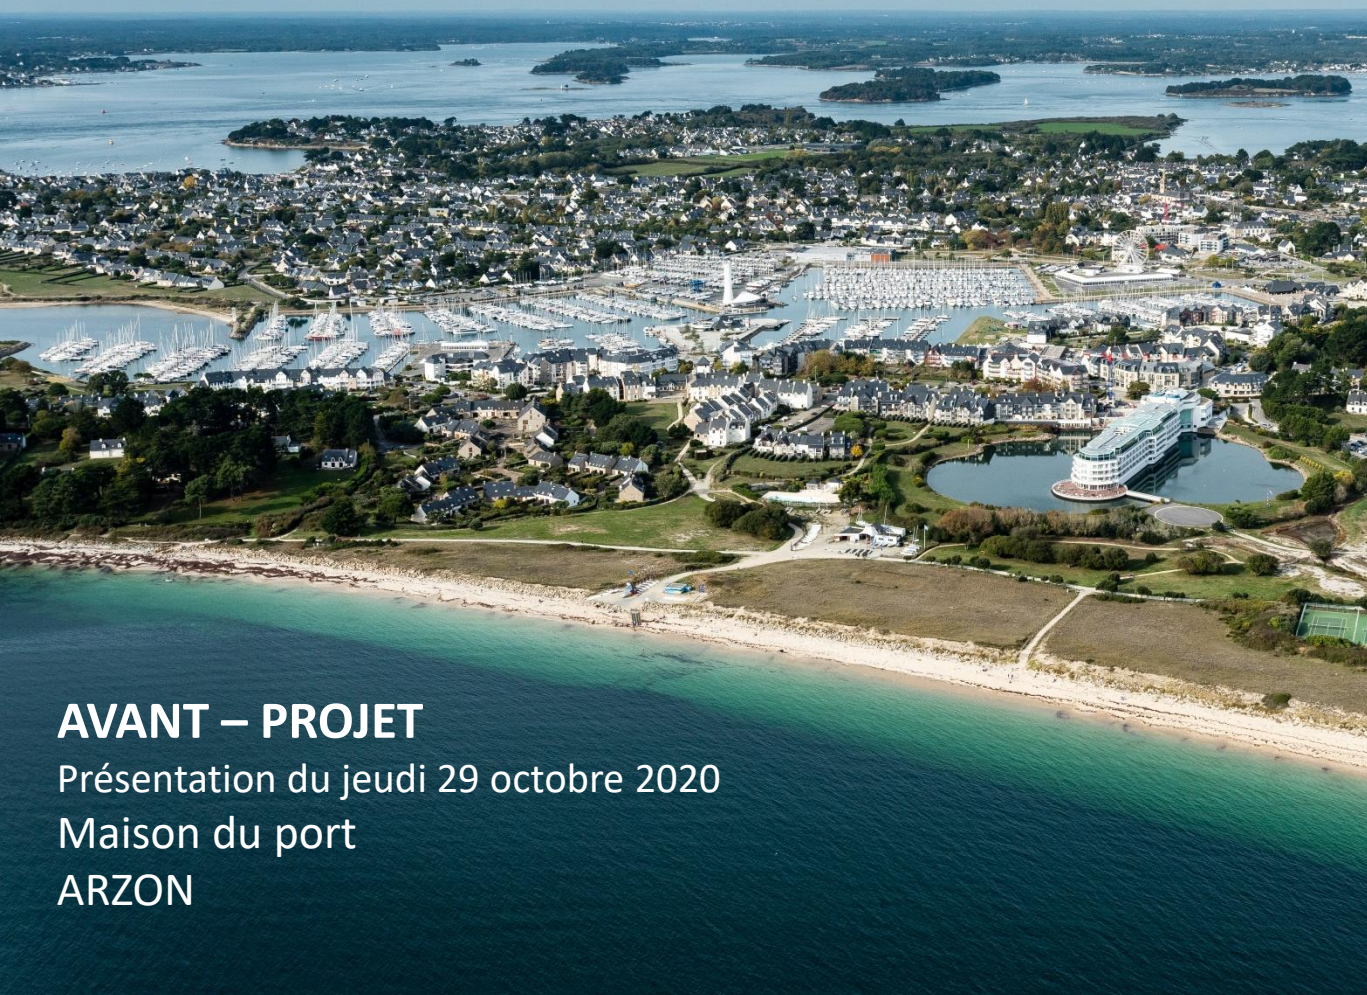 AVANT – PROJET
Présentation du jeudi 29 octobre 2020
Maison du port
ARZON